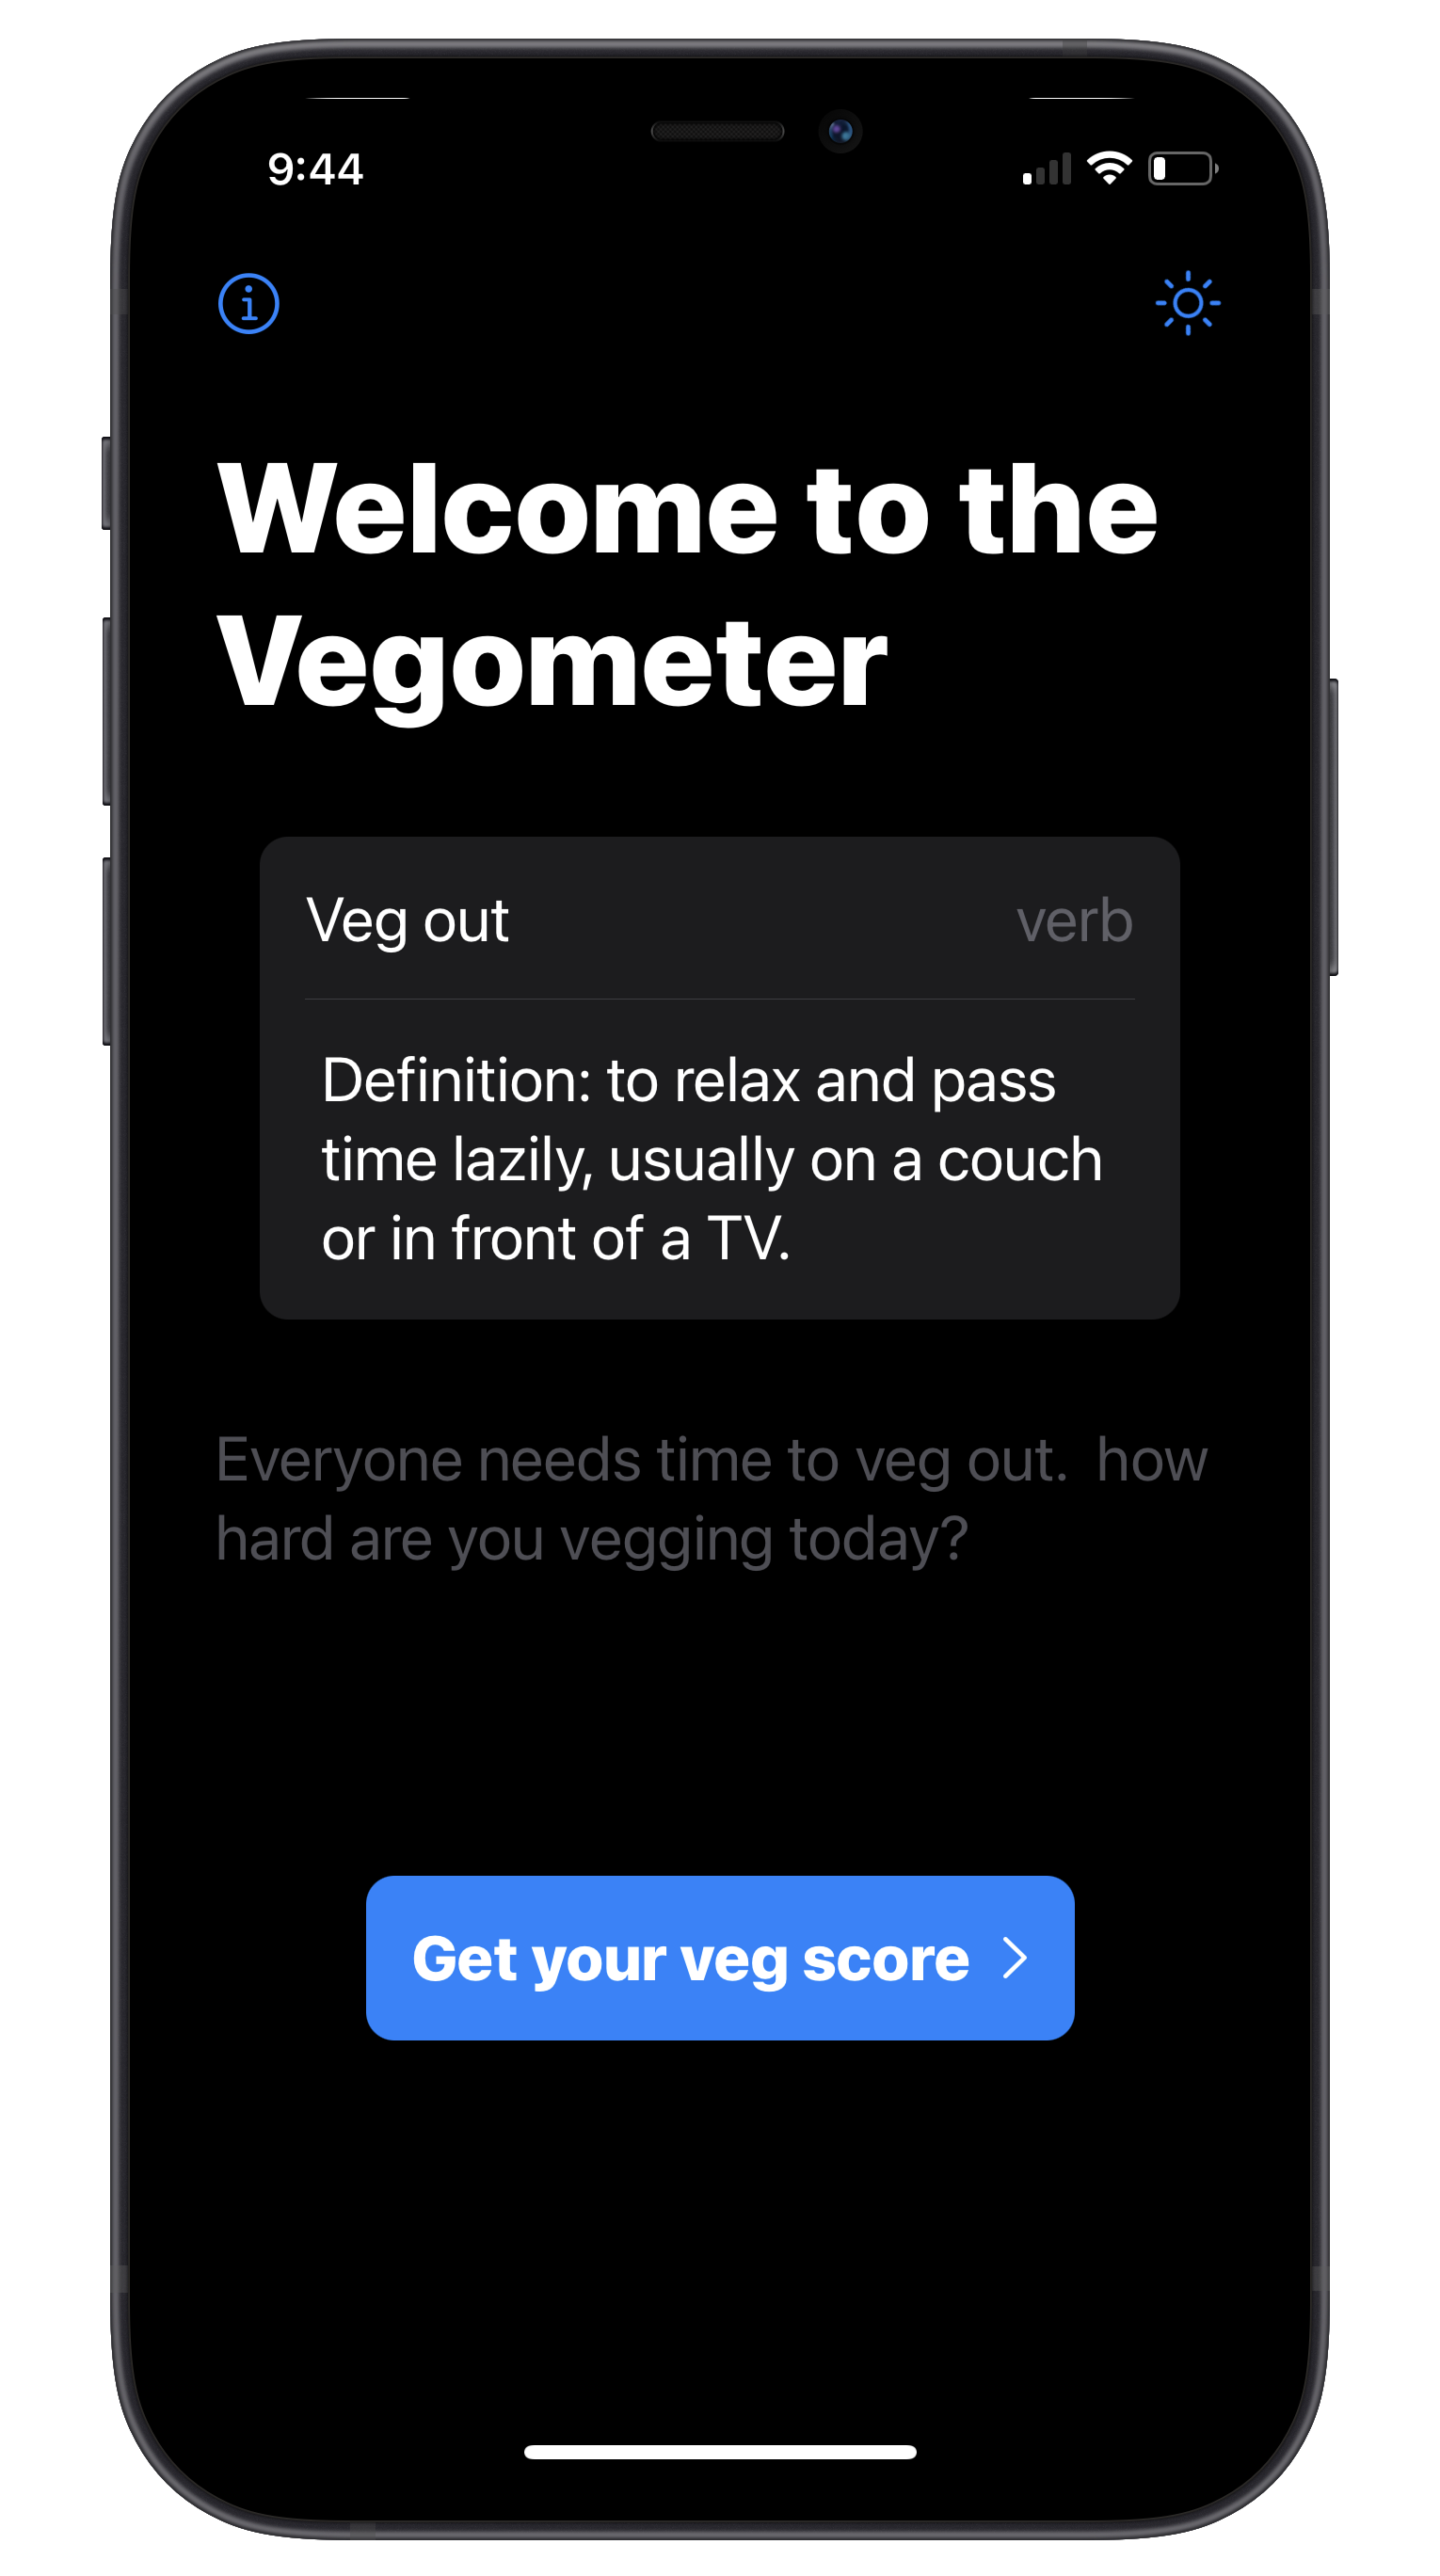 9:44
Welcome to the
Vegometer
Veg out verb
Definition: to relax and pass
time lazily, usually on a couch
or in front of a TV.
Everyone needs time to veg out.  how
hard are you vegging today?
Get your veg score